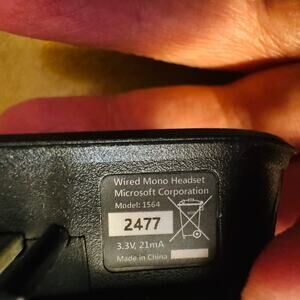 Wired Mono Headset
Microsoft Corporation
Model: 1564
2477
3.3V, 21mA
Made in China